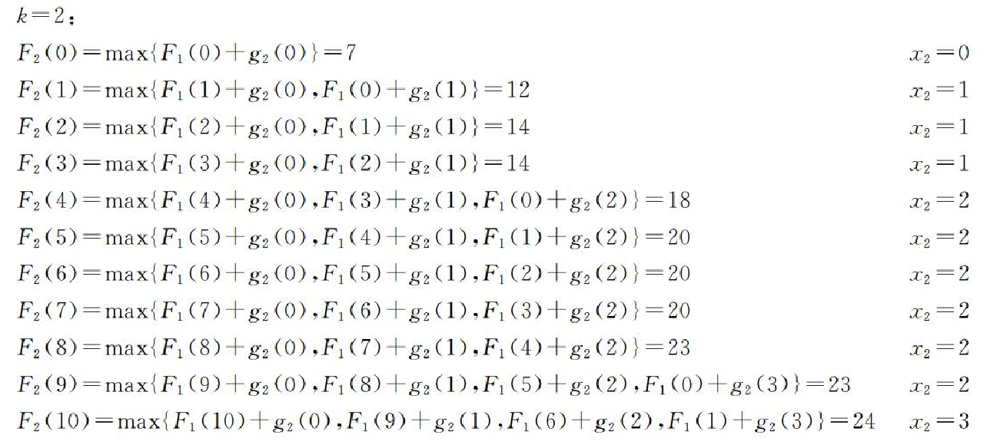 k=2:
F₂(0)=max{F₁(0)+g₂(0)}=7 x₂=0
F₂(1)=max{F₁(1)+g₂(0),F₁(0)+g₂(1)}=12 x₂=1
F₂(2)=max{F₁(2)+g₂(0),F₁(1)+g₂(1)}=14 x₂=1
F₂(3)=max{F₁(3)+g₂(0),F₁(2)+g₂(1)}=14 x₂=1
F₂(4)=max{F₁(4)+g₂(0),F₁(3)+g₂(1),F₁(0)+g₂(2)}=18 x₂=2
F₂(5)=max{F₁(5)+g₂(0),F₁(4)+g₂(1),F₁(1)+g₂(2)}=20 x₂=2
F₂(6)=max{F₁(6)+g₂(0),F₁(5)+g₂(1),F₁(2)+g₂(2)}=20 x₂=2
F₂(7)=max{F₁(7)+g₂(0),F₁(6)+g₂(1),F₁(3)+g₂(2)}=20 x₂=2
F₂(8)=max{F₁(8)+g₂(0),F₁(7)+g₂(1),F₁(4)+g₂(2)}=23 x₂=2
F₂(9)=max{F₁(9)+g₂(0),F₁(8)+g₂(1),F₁(5)+g₂(2),F₁(0)+g₂(3)}=23 x₂=2
F₂(10)=max{F₁(10)+g₂(0),F₁(9)+g₂(1),F₁(6)+g₂(2),F₁(1)+g₂(3)}=24 x₂=3